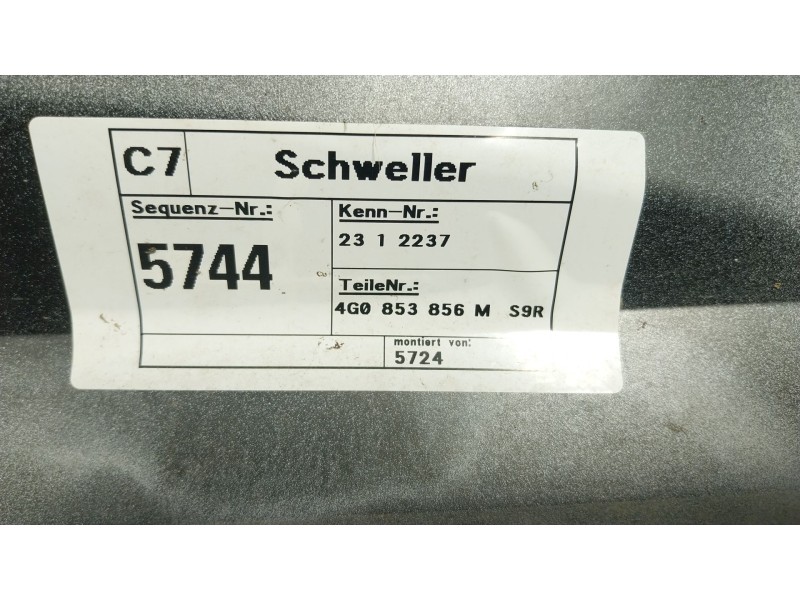 C7 Schweller
Sequenz-Nr.:
5744
Kenn-Nr.:
23 1 2237
TeileNr.:
4G0 853 856 M S9R
montiert von:
5724